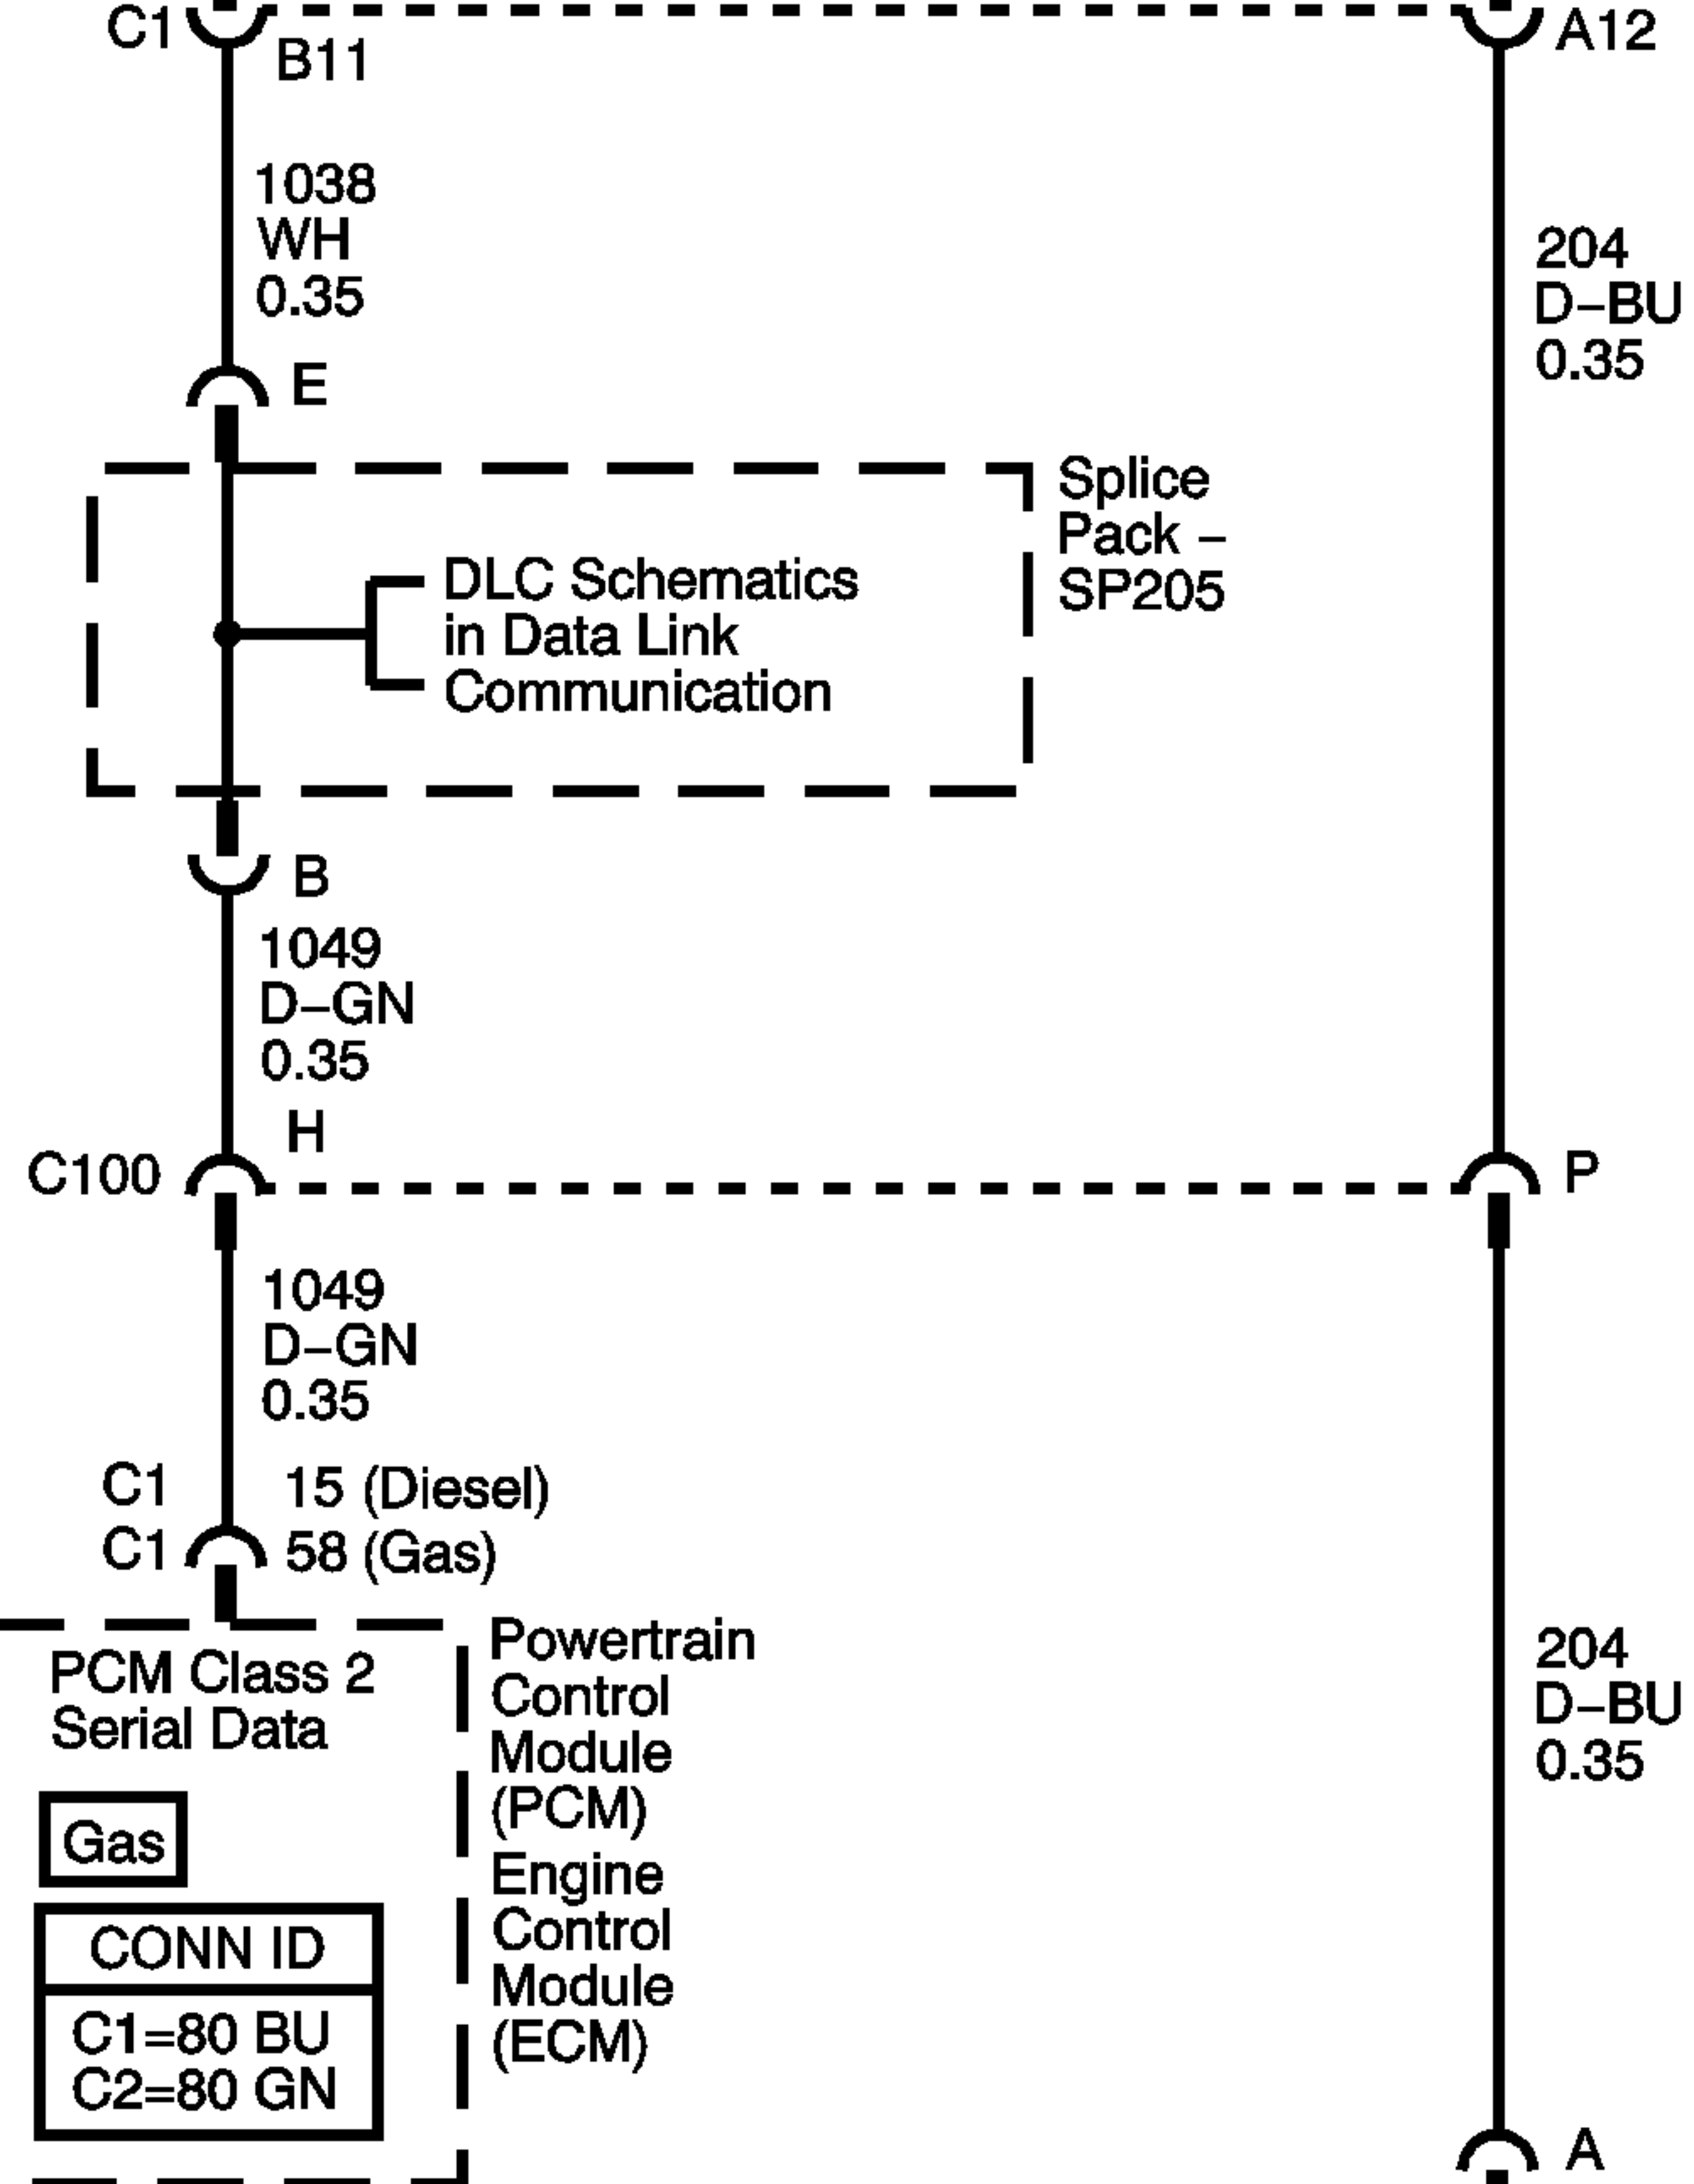 C1
B11
A12
1038
WH
0.35
204
D-BU
0.35
E
Splice
Pack -
SP205
DLC Schematics
in Data Link
Communication
B
1049
D-GN
0.35
H
C100
P
1049
D-GN
0.35
C1 15 (Diesel)
C1 58 (Gas)
PCM Class 2
Serial Data
Powertrain
Control
Module
(PCM)
Engine
Control
Module
(ECM)
204
D-BU
0.35
Gas
CONN ID
C1=80 BU
C2=80 GN
A